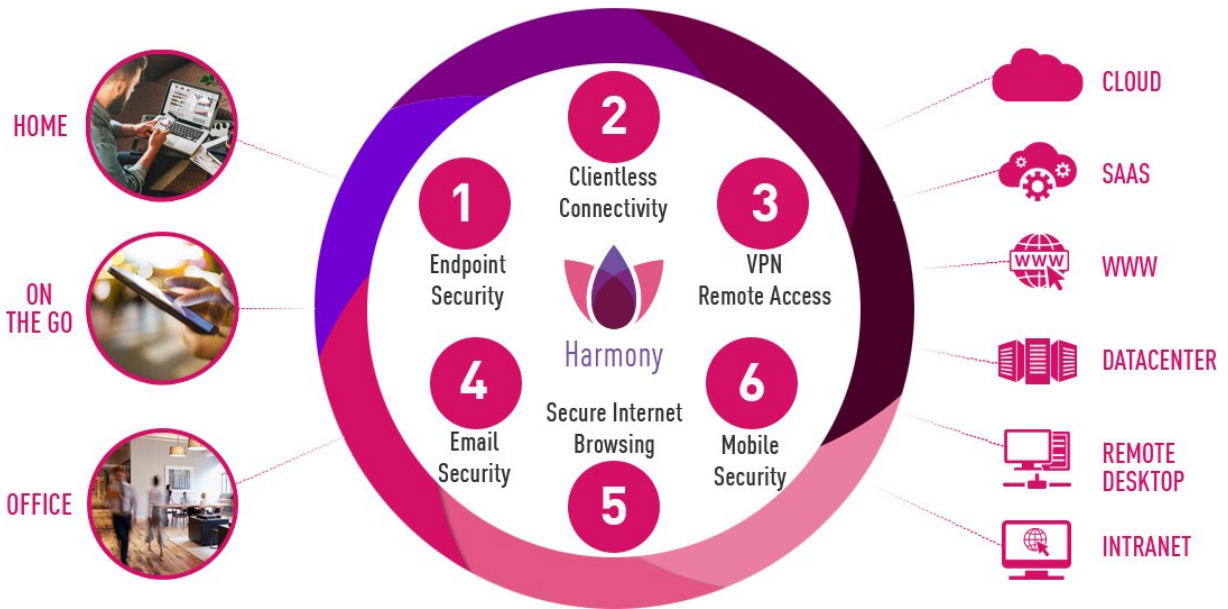 HOME
ON
THE GO
OFFICE
1
Endpoint
Security
2
Clientless
Connectivity
3
VPN
Remote Access
Harmony
4
Email
Security
Secure Internet
Browsing
5
6
Mobile
Security
CLOUD
SAAS
WWW
WWW
DATACENTER
REMOTE
DESKTOP
INTRANET